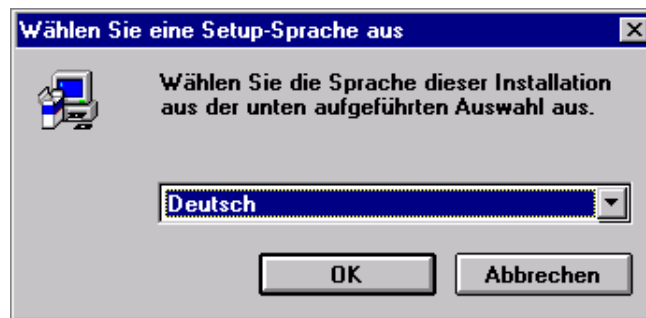 Wählen Sie eine Setup-Sprache aus
Wählen Sie die Sprache dieser Installation
aus der unten aufgeführten Auswahl aus.
Deutsch
OK
Abbrechen